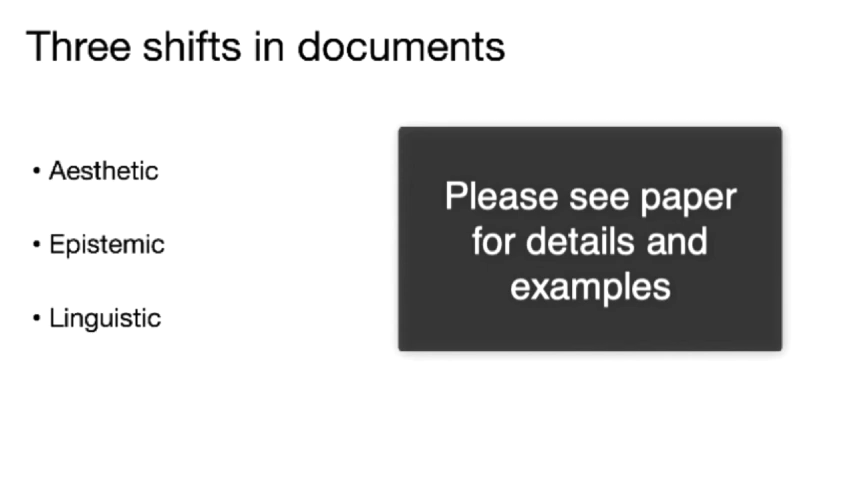 Three shifts in documents
• Aesthetic
• Epistemic
• Linguistic
Please see paper
for details and
examples